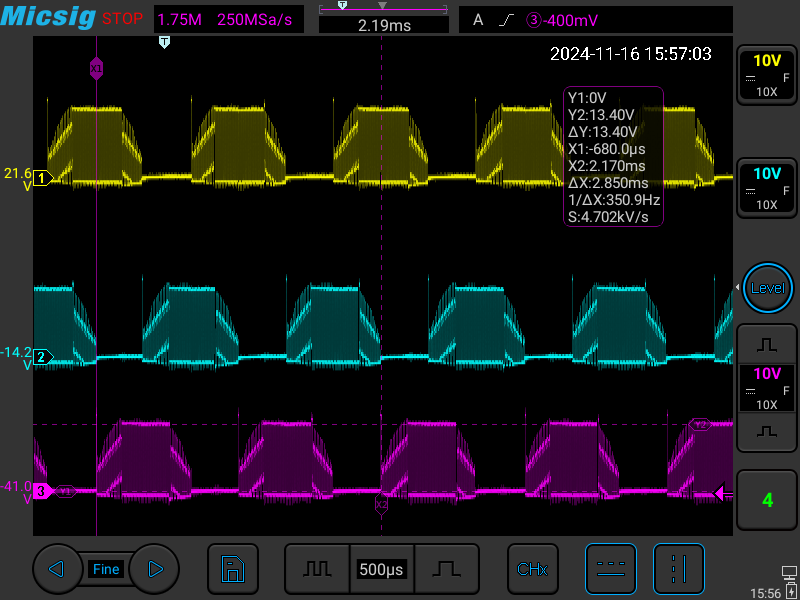 Micsig STOP 1.75M 250MSa/s T 2.19ms A ③-400mV
T
2024-11-16 15:57:03
X1
10V
F
10X
Y1:0V
Y2:13.40V
ΔY:13.40V
X1:-680.0μs
X2:2.170ms
ΔX:2.850ms
1/ΔX:350.9Hz
S:4.702kV/s
21.6
V
1
10V
F
10X
Level
-14.2
V
2
10V
F
10X
Y2
-41.0
V
3
Y1
X2
4
Fine
500μs
CHx
15:56